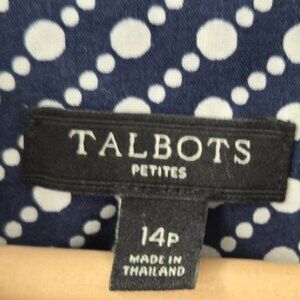 TALBOTS
PETITES
14P
MADE IN
THAILAND